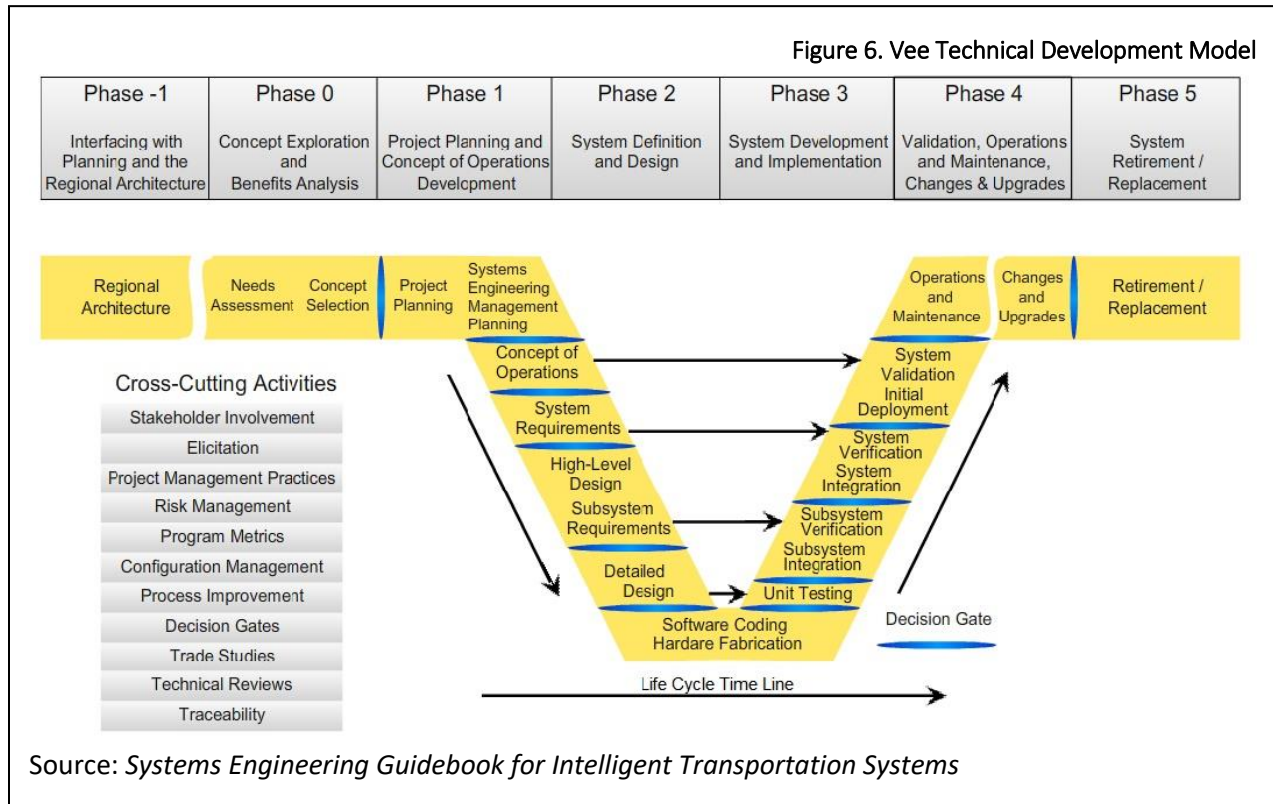 Figure 6. Vee Technical Development Model
Phase -1
Interfacing with
Planning and the
Regional Architecture
Phase 0
Concept Exploration
and
Benefits Analysis
Phase 1
Project Planning and
Concept of Operations
Development
Phase 2
System Definition
and Design
Phase 3
System Development
and Implementation
Phase 4
Validation, Operations
and Maintenance,
Changes & Upgrades
Phase 5
System
Retirement /
Replacement
Regional
Architecture
Needs
Assessment
Concept
Selection
Project
Planning
Systems
Engineering
Management
Planning
Concept of
Operations
System
Requirements
High-Level
Design
Subsystem
Requirements
Detailed
Design
Software Coding
Hardare Fabrication
Unit Testing
Subsystem
Integration
Subsystem
Verification
System
Integration
System
Verification
Initial
Deployment
System
Validation
Operations
and
Maintenance
Changes
and
Upgrades
Retirement /
Replacement
Cross-Cutting Activities
Stakeholder Involvement
Elicitation
Project Management Practices
Risk Management
Program Metrics
Configuration Management
Process Improvement
Decision Gates
Trade Studies
Technical Reviews
Traceability
Decision Gate
Life Cycle Time Line
Source: Systems Engineering Guidebook for Intelligent Transportation Systems